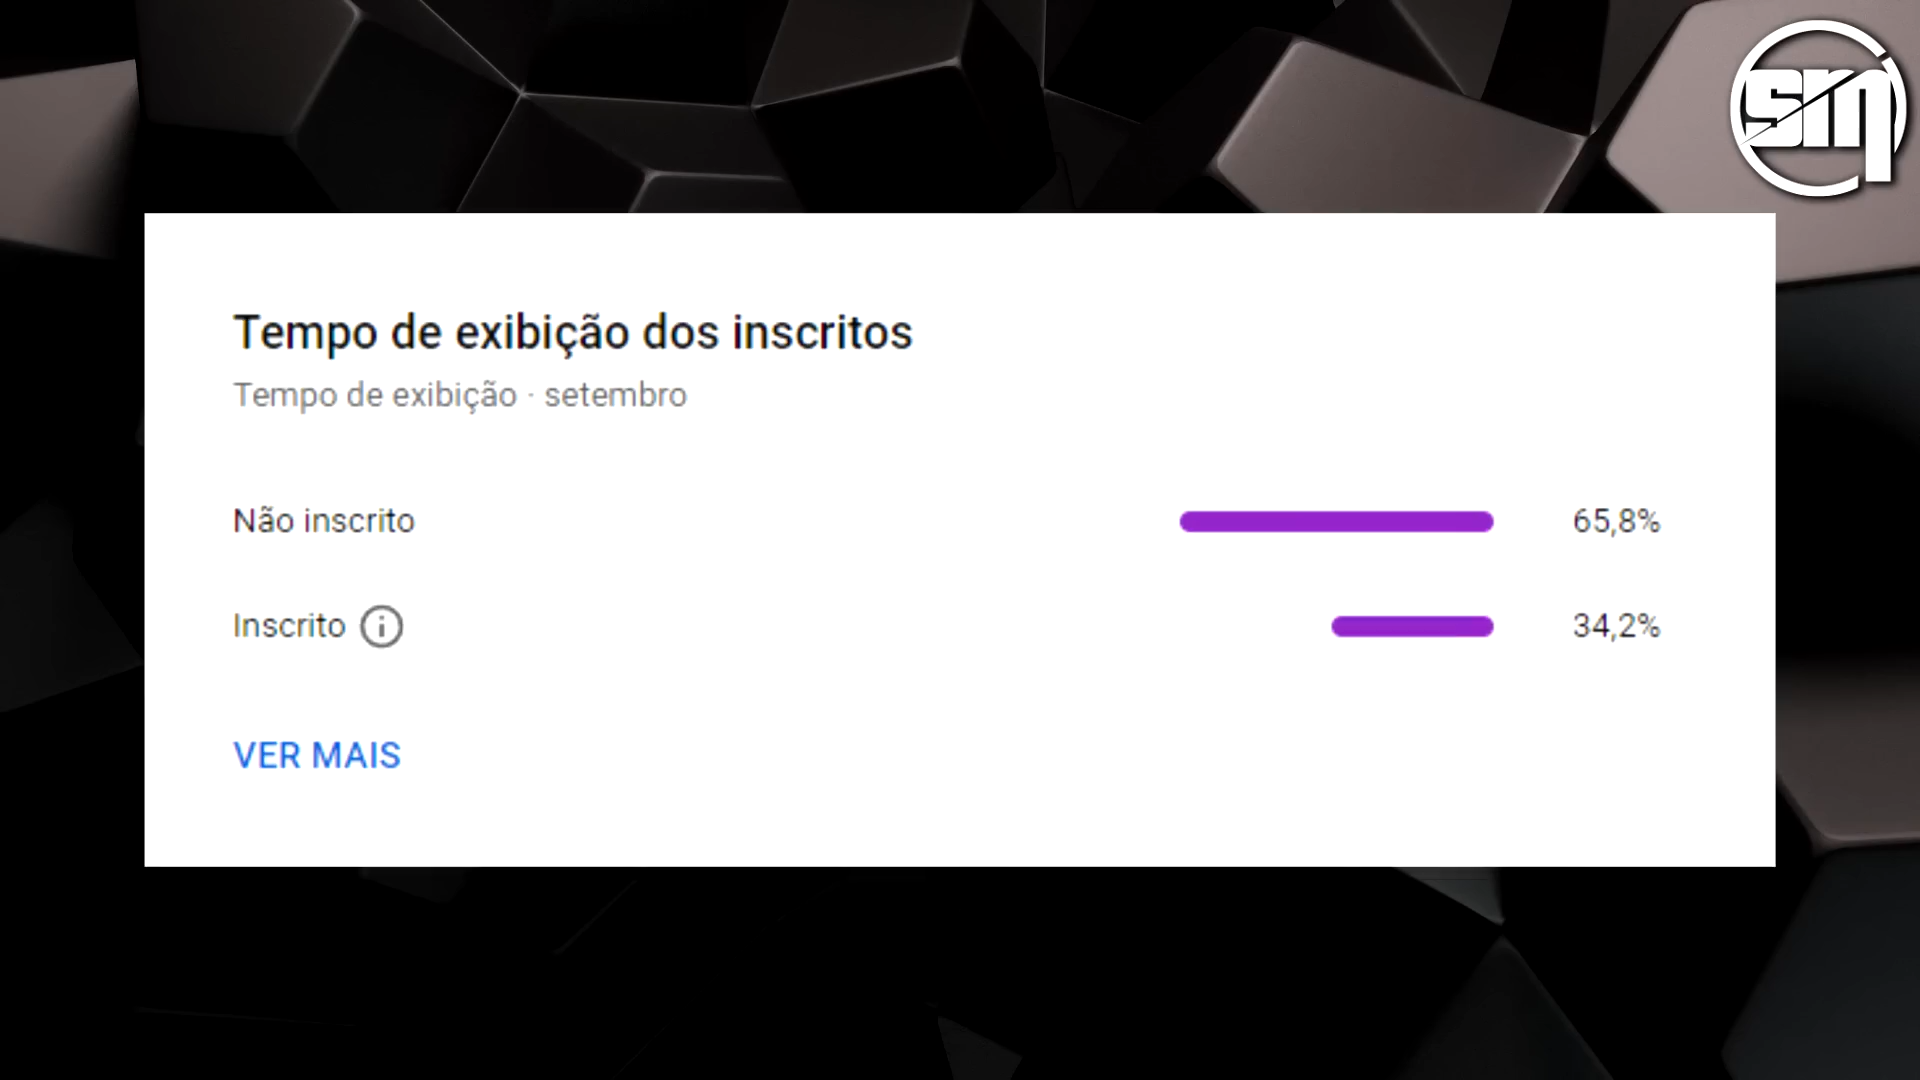 Tempo de exibição dos inscritos
Tempo de exibição · setembro
Não inscrito 65,8%
Inscrito 34,2%
VER MAIS